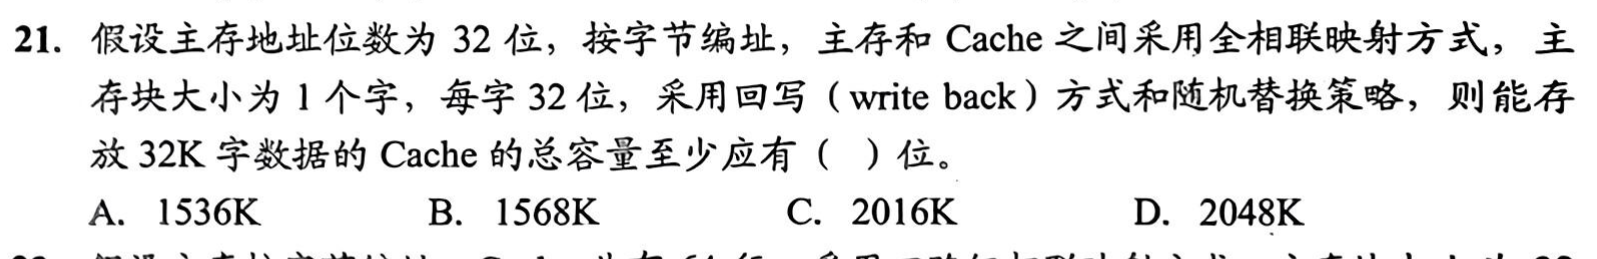 21. 假设主存地址位数为 32 位，按字节编址，主存和 Cache 之间采用全相联映射方式，主
存块大小为 1 个字，每字 32 位，采用回写（write back）方式和随机替换策略，则能存
放 32K 字数据的 Cache 的总容量至少应有（ ）位。
A. 1536K B. 1568K C. 2016K D. 2048K